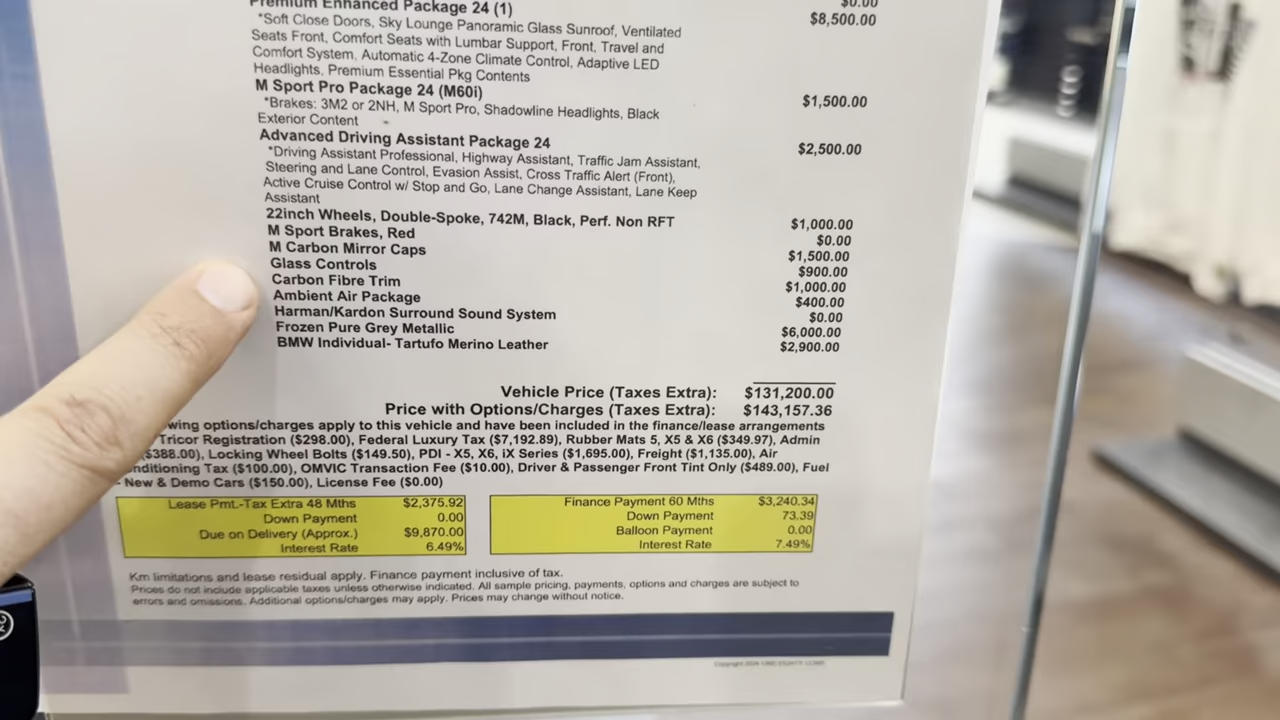 Premium Enhanced Package 24 (1) $0.00
*Soft Close Doors, Sky Lounge Panoramic Glass Sunroof, Ventilated $8,500.00
Seats Front, Comfort Seats with Lumbar Support, Front, Travel and
Comfort System, Automatic 4-Zone Climate Control, Adaptive LED
Headlights, Premium Essential Pkg Contents
M Sport Pro Package 24 (M60i) $1,500.00
*Brakes: 3M2 or 2NH, M Sport Pro, Shadowline Headlights, Black
Exterior Content
Advanced Driving Assistant Package 24 $2,500.00
*Driving Assistant Professional, Highway Assistant, Traffic Jam Assistant,
Steering and Lane Control, Evasion Assist, Cross Traffic Alert (Front),
Active Cruise Control w/ Stop and Go, Lane Change Assistant, Lane Keep
Assistant
22inch Wheels, Double-Spoke, 742M, Black, Perf. Non RFT $1,000.00
M Sport Brakes, Red $0.00
M Carbon Mirror Caps $1,500.00
Glass Controls $900.00
Carbon Fibre Trim $1,000.00
Ambient Air Package $400.00
Harman/Kardon Surround Sound System $0.00
Frozen Pure Grey Metallic $6,000.00
BMW Individual- Tartufo Merino Leather $2,900.00
Vehicle Price (Taxes Extra): $131,200.00
Price with Options/Charges (Taxes Extra): $143,157.36
wing options/charges apply to this vehicle and have been included in the finance/lease arrangements
Tricor Registration ($298.00), Federal Luxury Tax ($7,192.89), Rubber Mats 5, X5 & X6 ($349.97), Admin
($388.00), Locking Wheel Bolts ($149.50), PDI - X5, X6, iX Series ($1,695.00), Freight ($1,135.00), Air
nditioning Tax ($100.00), OMVIC Transaction Fee ($10.00), Driver & Passenger Front Tint Only ($489.00), Fuel
- New & Demo Cars ($150.00), License Fee ($0.00)
Lease Pmt.-Tax Extra 48 Mths $2,375.92
Down Payment 0.00
Due on Delivery (Approx.) $9,870.00
Interest Rate 6.49%
Finance Payment 60 Mths $3,240.34
Down Payment 73.39
Balloon Payment 0.00
Interest Rate 7.49%
Km limitations and lease residual apply. Finance payment inclusive of tax.
Prices do not include applicable taxes unless otherwise indicated. All sample pricing, payments, options and charges are subject to
errors and omissions. Additional options/charges may apply. Prices may change without notice.